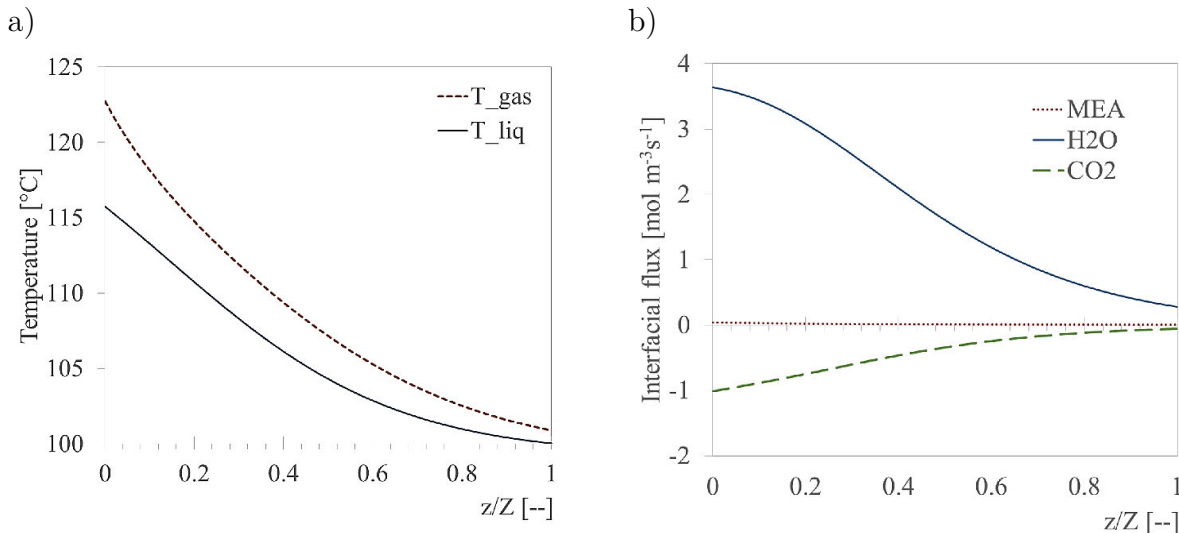 a)
Temperature [°C]
125
120
115
110
105
100
T_gas
T_liq
0
0.2
0.4
0.6
0.8
1
z/Z [--]
b)
Interfacial flux [mol m-3s-1]
4
3
2
1
0
-1
-2
MEA
H2O
CO2
0
0.2
0.4
0.6
0.8
1
z/Z [--]